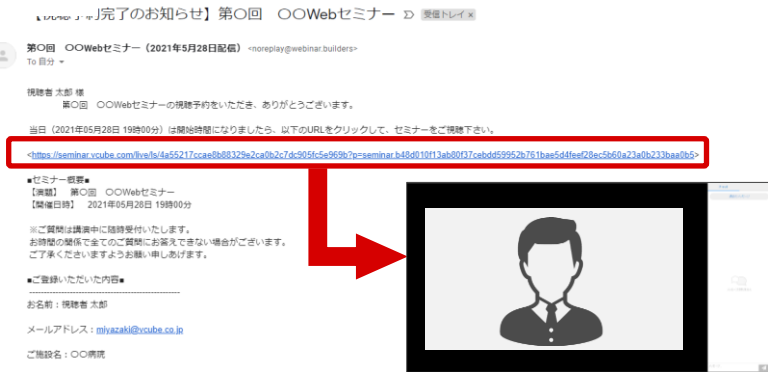 完了のお知らせ】第〇回　〇〇Webセミナー
受信トレイ ×
第〇回　〇〇Webセミナー（2021年5月28日配信） <noreplay@webinar.builders>
To 自分
視聴者 太郎 様
第〇回　〇〇Webセミナーの視聴予約をいただき、ありがとうございます。
当日（2021年05月28日 19時00分）は開始時間になりましたら、以下のURLをクリックして、セミナーをご視聴下さい。
<https://seminar.vcube.com/live/ls/4a55217ccae8b88329e2ca0b2c7dc905fc5e969b?p=seminar.b48d010f13ab80f37cebdd59952b761bae5d4feef28ec5b60a23a0b233baa0b5>
■セミナー概要■
【演題】　第〇回　〇〇Webセミナー
【開催日時】　2021年05月28日 19時00分
※ご質問は講演中に随時受付いたします。
お時間の関係で全てのご質問にお答えできない場合がございます。
ご了承くださいますようお願い申しあげます。
■ご登録いただいた内容■
--------------------------------------------------
お名前：視聴者 太郎
メールアドレス：miyazaki@vcube.co.jp
ご施設名：〇〇病院